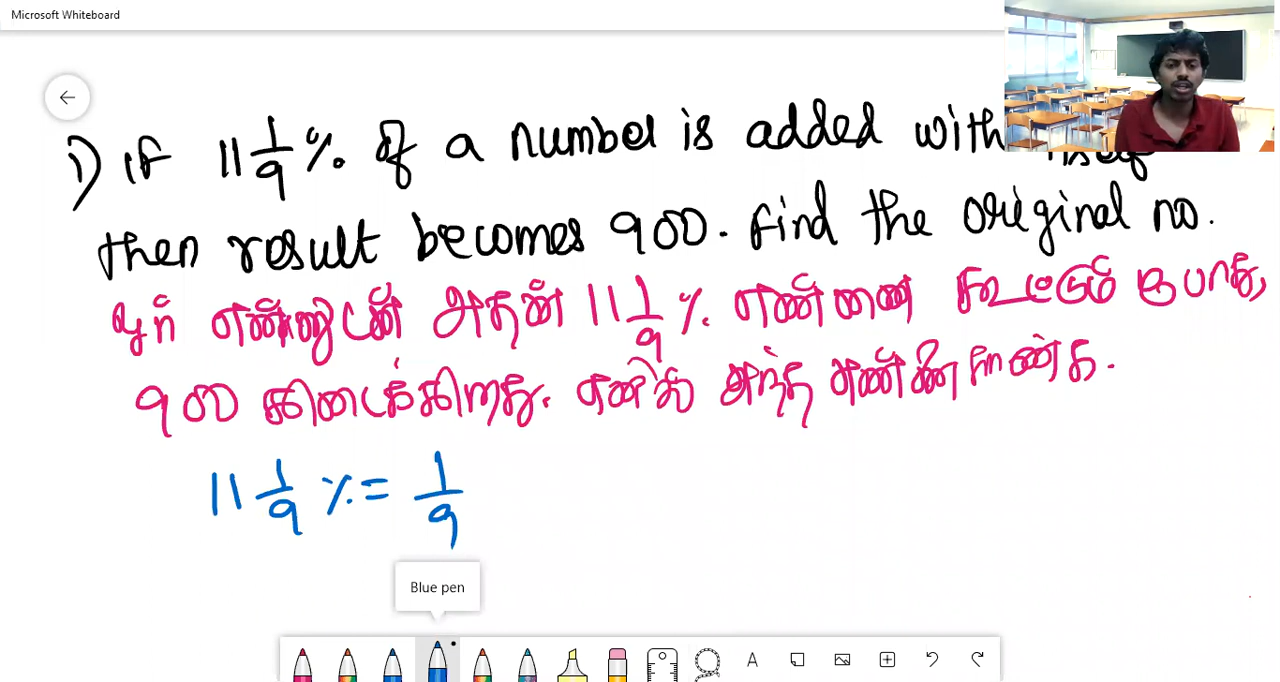 Microsoft Whiteboard
1) If 11 1/9 %. of a number is added with itself
then result becomes 900. Find the original no.
ஓர் எண்ணுடன் அதன் 11 1/9 %. எண்ணை கூட்டும் போது,
900 கிடைக்கிறது. எனில் அந்த எண்ணை காண்க.
11 1/9 %. = 1/9
Blue pen
A